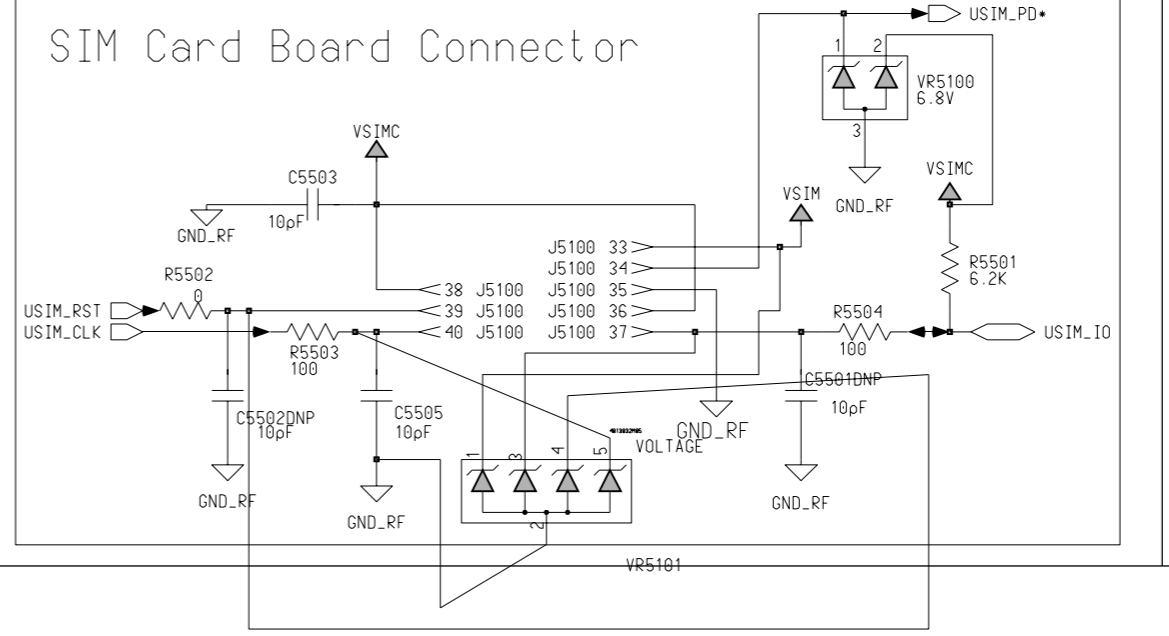 USIM_PD*
SIM Card Board Connector
1 2
VR5100
6.8V
3
GND_RF
VSIMC
C5503
10pF
GND_RF
VSIM
VSIMC
R5501
6.2K
J5100 33
J5100 34
J5100 35
J5100 36
J5100 37
38 J5100
39 J5100
40 J5100
R5502
0
USIM_RST
USIM_CLK
R5503
100
R5504
100
USIM_IO
C5502DNP
10pF
GND_RF
C5505
10pF
GND_RF
C5501DNP
10pF
GND_RF
GND_RF
VOLTAGE
1 3 4 5
2
VR5101